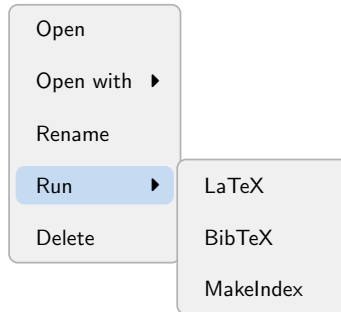 Open
Open with
Rename
Run
Delete
LaTeX
BibTeX
MakeIndex